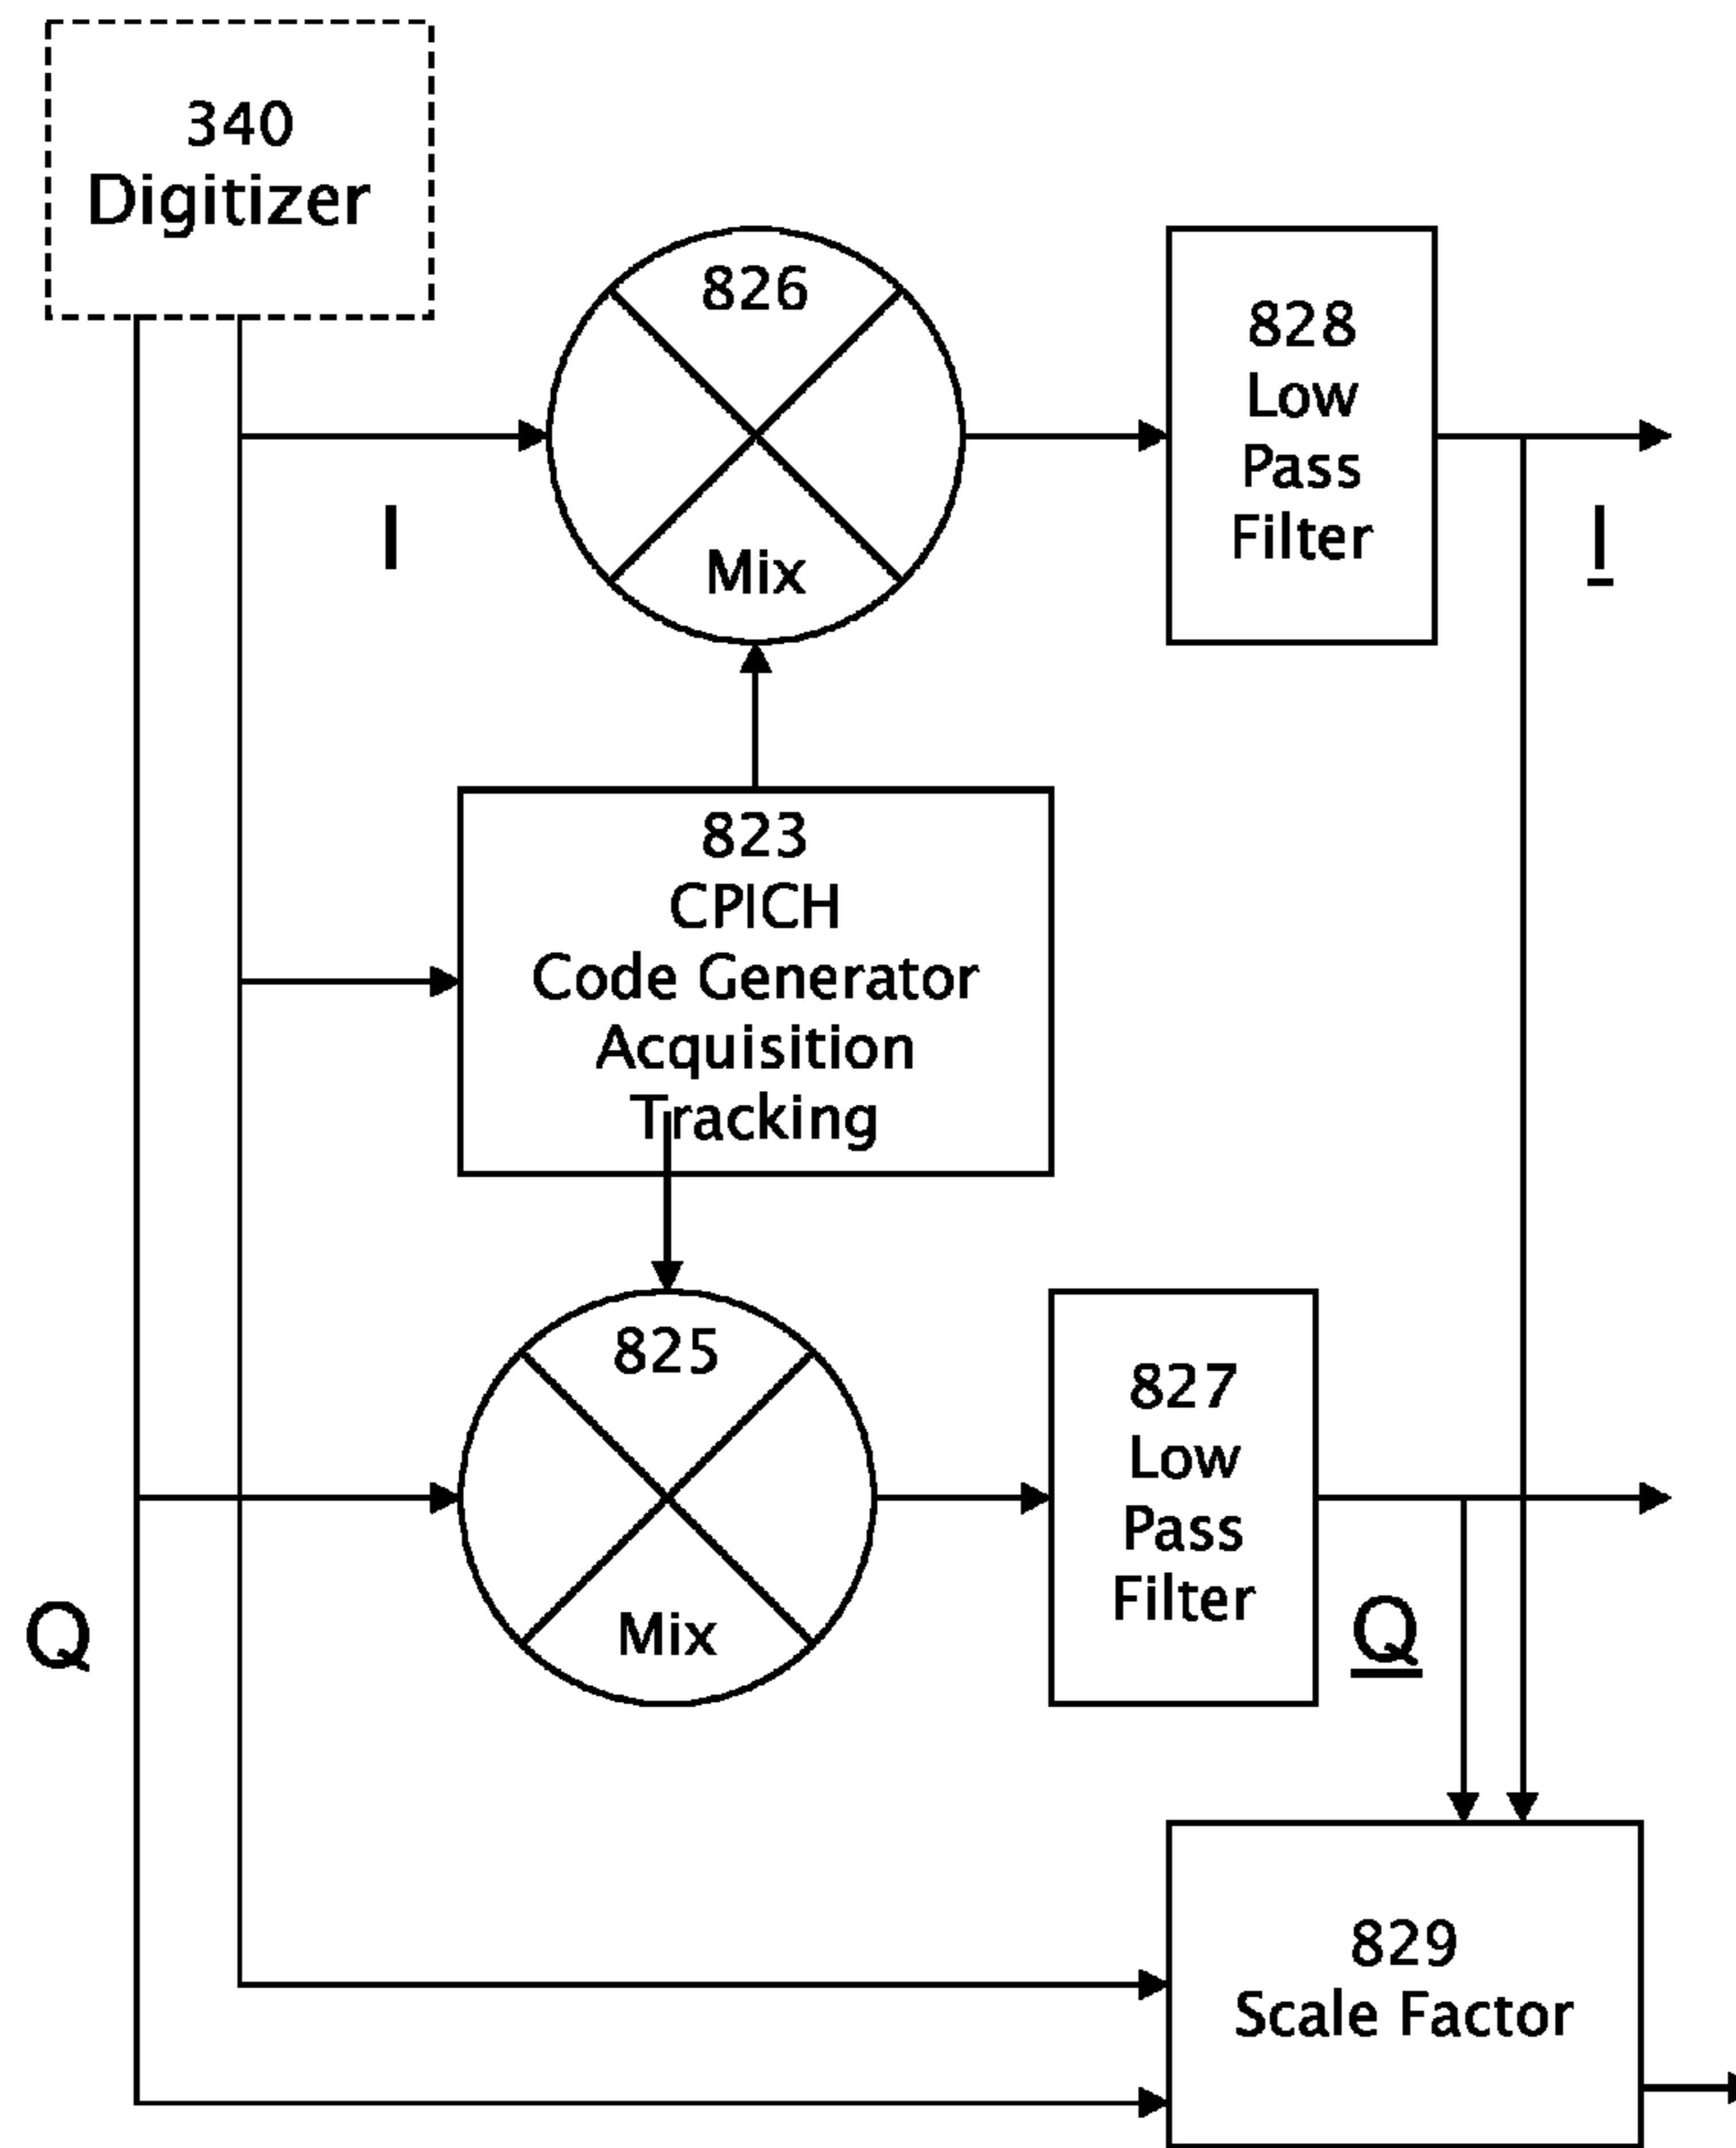 340
Digitizer
826
Mix
828
Low
Pass
Filter
I
I
823
CPICH
Code Generator
Acquisition
Tracking
825
Mix
827
Low
Pass
Filter
Q
Q
829
Scale Factor